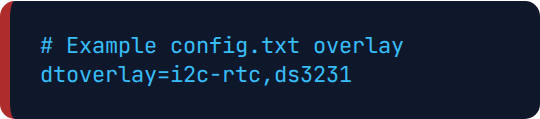 # Example config.txt overlay
dtoverlay=i2c-rtc,ds3231